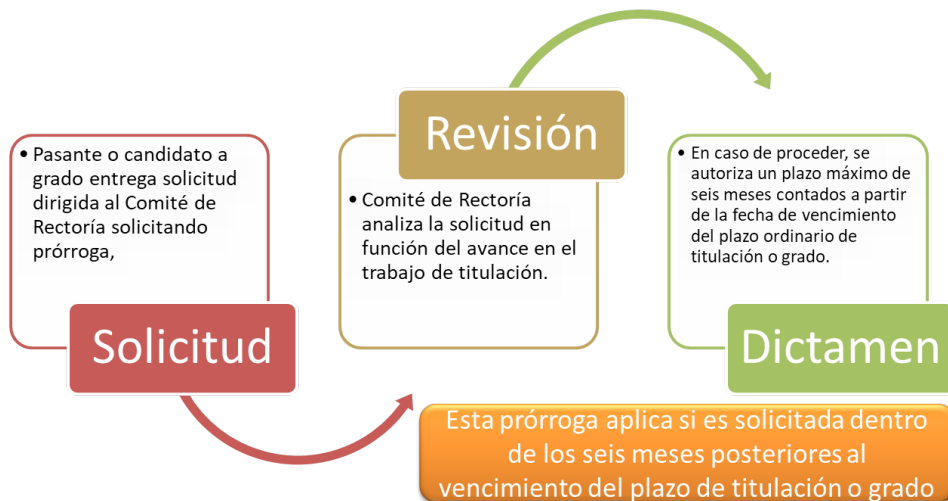 • Pasante o candidato a
grado entrega solicitud
dirigida al Comité de
Rectoría solicitando
prórroga,
Solicitud
Revisión
• Comité de Rectoría
analiza la solicitud en
función del avance en el
trabajo de titulación.
• En caso de proceder, se
autoriza un plazo máximo de
seis meses contados a partir
de la fecha de vencimiento
del plazo ordinario de
titulación o grado.
Dictamen
Esta prórroga aplica si es solicitada dentro
de los seis meses posteriores al
vencimiento del plazo de titulación o grado